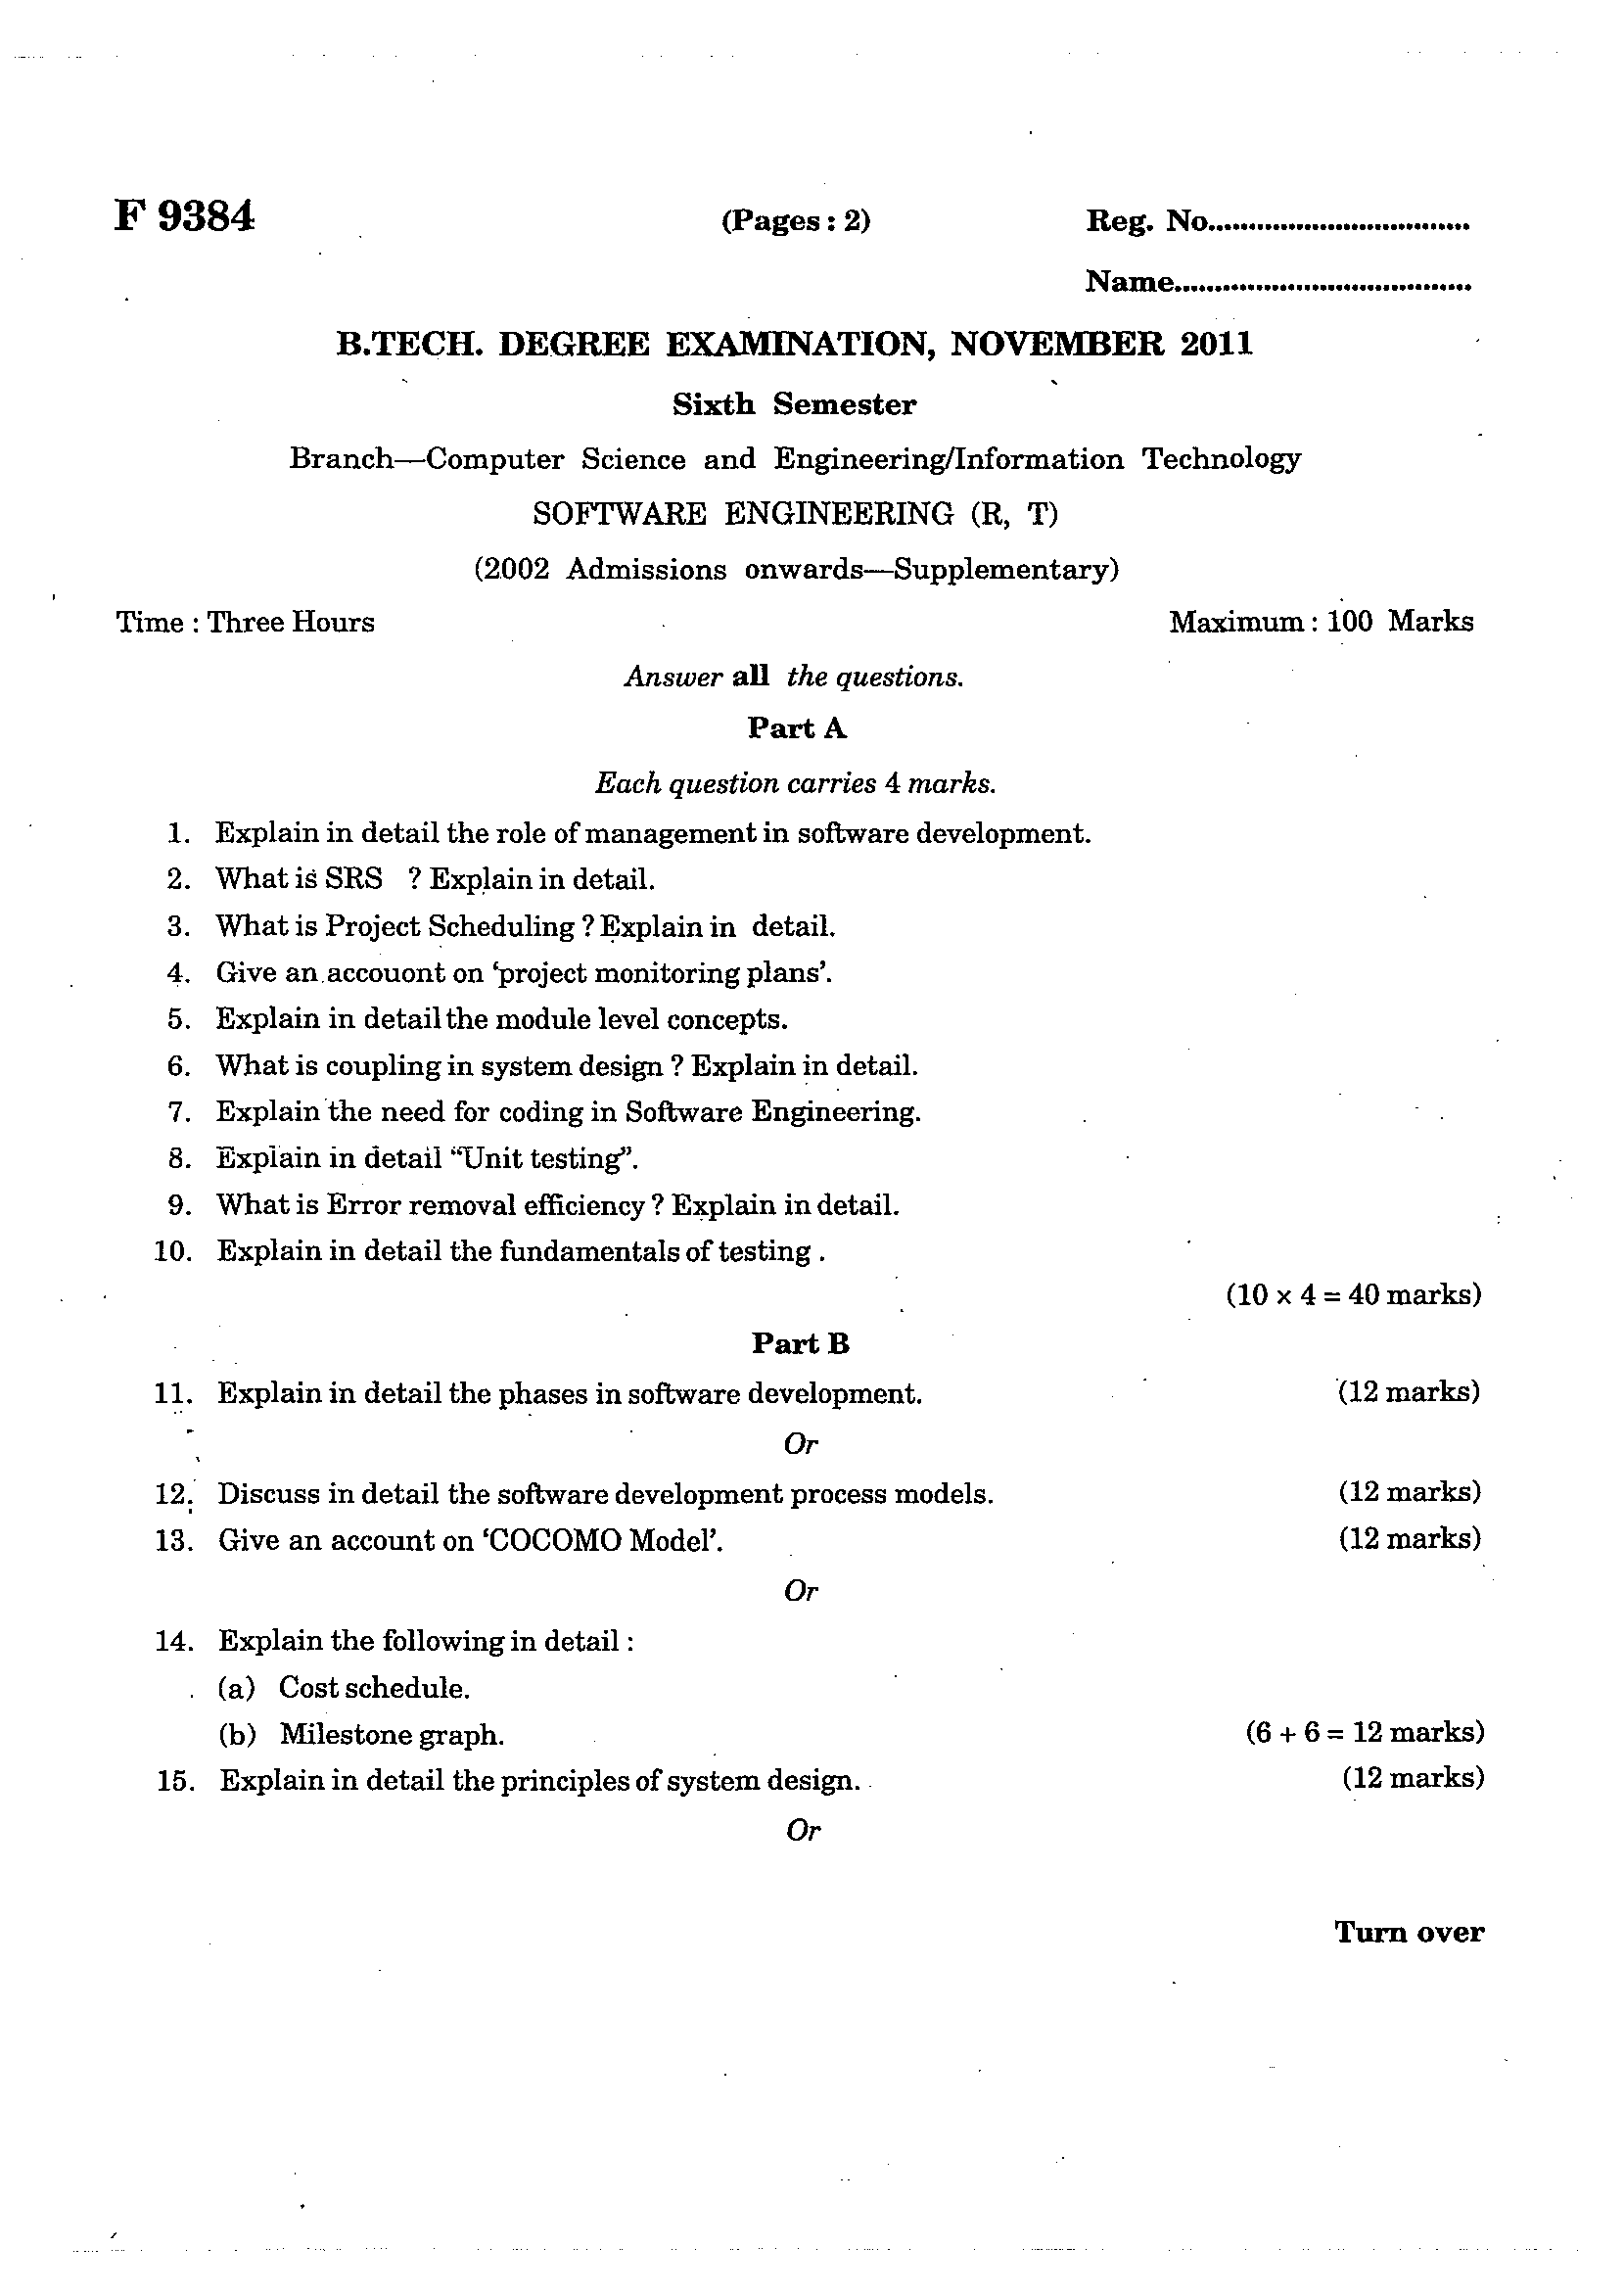 F 9384 (Pages : 2) Reg. No.................................
Name.....................................
B.TECH. DEGREE EXAMINATION, NOVEMBER 2011
Sixth Semester
Branch—Computer Science and Engineering/Information Technology
SOFTWARE ENGINEERING (R, T)
(2002 Admissions onwards—Supplementary)
Time : Three Hours Maximum : 100 Marks
Answer all the questions.
Part A
Each question carries 4 marks.
1. Explain in detail the role of management in software development.
2. What is SRS ? Explain in detail.
3. What is Project Scheduling ? Explain in detail.
4. Give an accouont on ‘project monitoring plans’.
5. Explain in detail the module level concepts.
6. What is coupling in system design ? Explain in detail.
7. Explain the need for coding in Software Engineering.
8. Explain in detail “Unit testing”.
9. What is Error removal efficiency ? Explain in detail.
10. Explain in detail the fundamentals of testing .
(10 × 4 = 40 marks)
Part B
11. Explain in detail the phases in software development. (12 marks)
Or
12. Discuss in detail the software development process models. (12 marks)
13. Give an account on ‘COCOMO Model’. (12 marks)
Or
14. Explain the following in detail :
(a) Cost schedule.
(b) Milestone graph. (6 + 6 = 12 marks)
15. Explain in detail the principles of system design. (12 marks)
Or
Turn over